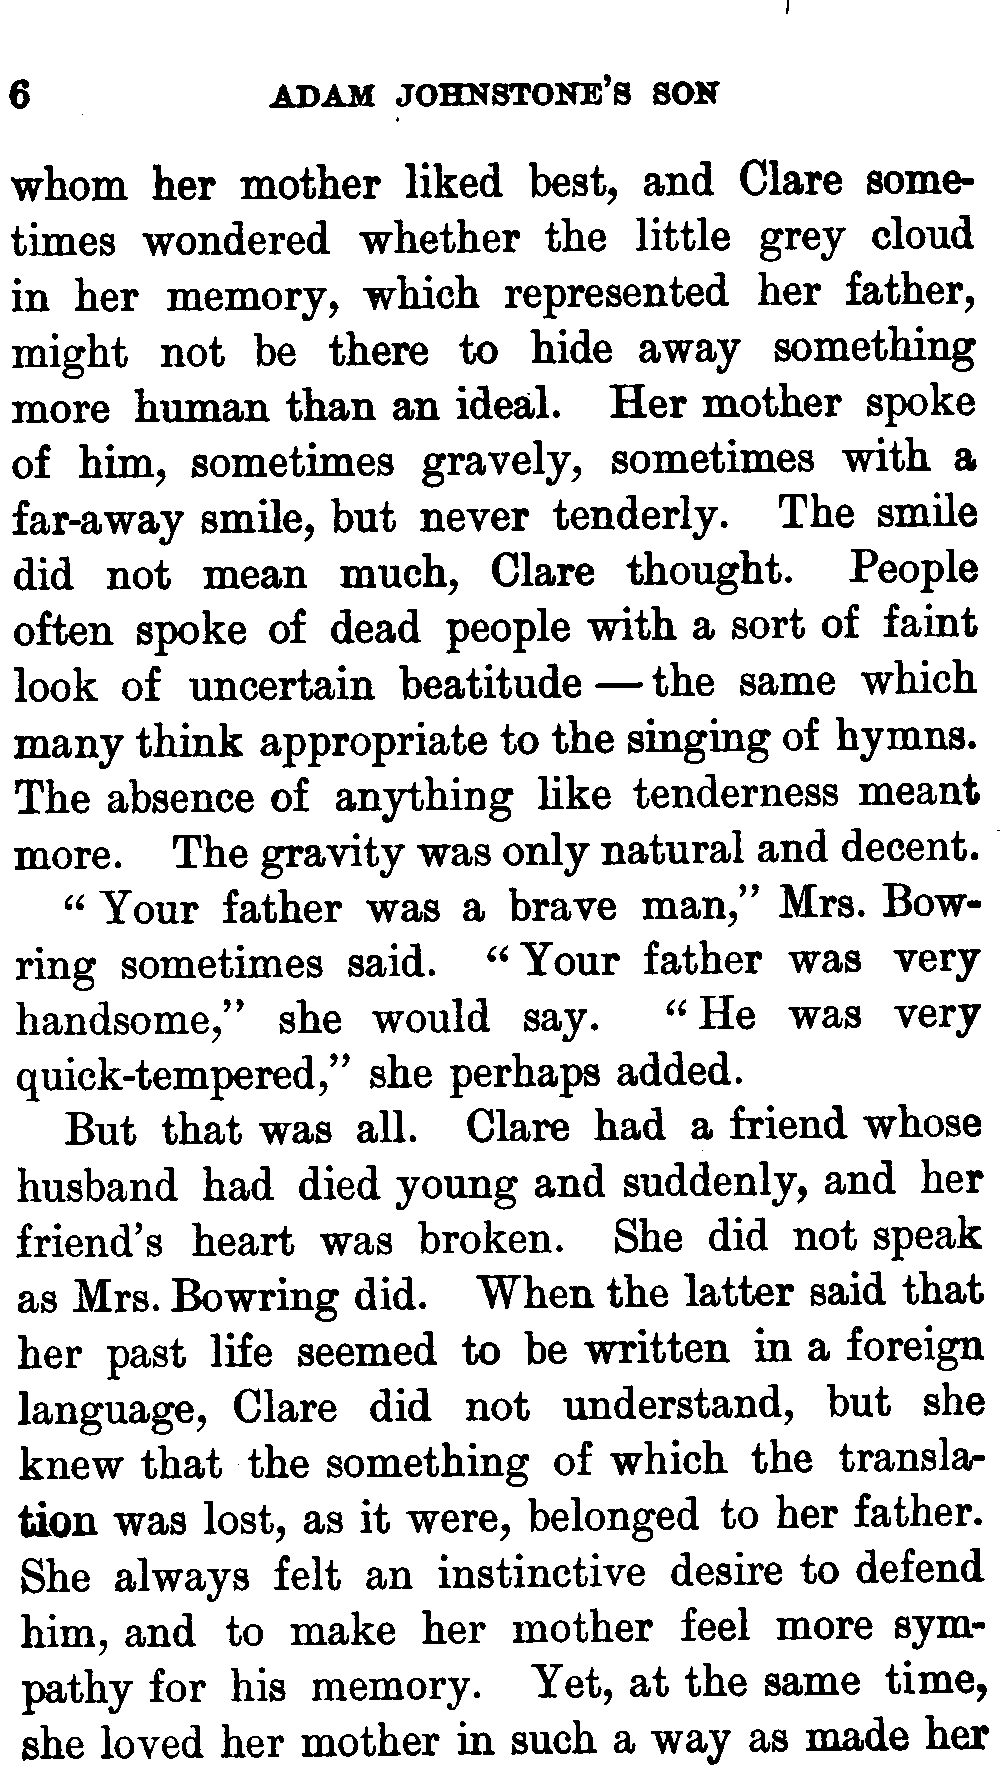 6 ADAM JOHNSTONE'S SON
whom her mother liked best, and Clare some-
times wondered whether the little grey cloud
in her memory, which represented her father,
might not be there to hide away something
more human than an ideal. Her mother spoke
of him, sometimes gravely, sometimes with a
far-away smile, but never tenderly. The smile
did not mean much, Clare thought. People
often spoke of dead people with a sort of faint
look of uncertain beatitude — the same which
many think appropriate to the singing of hymns.
The absence of anything like tenderness meant
more. The gravity was only natural and decent.
" Your father was a brave man," Mrs. Bow-
ring sometimes said. " Your father was very
handsome," she would say. " He was very
quick-tempered," she perhaps added.
But that was all. Clare had a friend whose
husband had died young and suddenly, and her
friend's heart was broken. She did not speak
as Mrs. Bowring did. When the latter said that
her past life seemed to be written in a foreign
language, Clare did not understand, but she
knew that the something of which the transla-
tion was lost, as it were, belonged to her father.
She always felt an instinctive desire to defend
him, and to make her mother feel more sym-
pathy for his memory. Yet, at the same time,
she loved her mother in such a way as made her